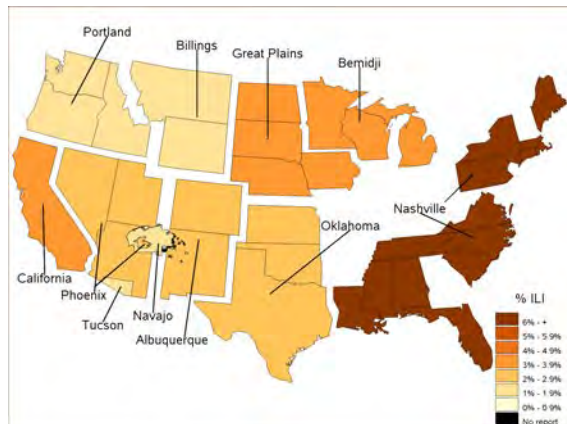 Portland
Billings
Great Plains
Bemidji
Nashville
Oklahoma
California
Phoenix
Navajo
Tucson
Albuquerque
% ILI
6% - +
5% - 5.9%
4% - 4.9%
3% - 3.9%
2% - 2.9%
1% - 1.9%
0% - 0.9%
No report